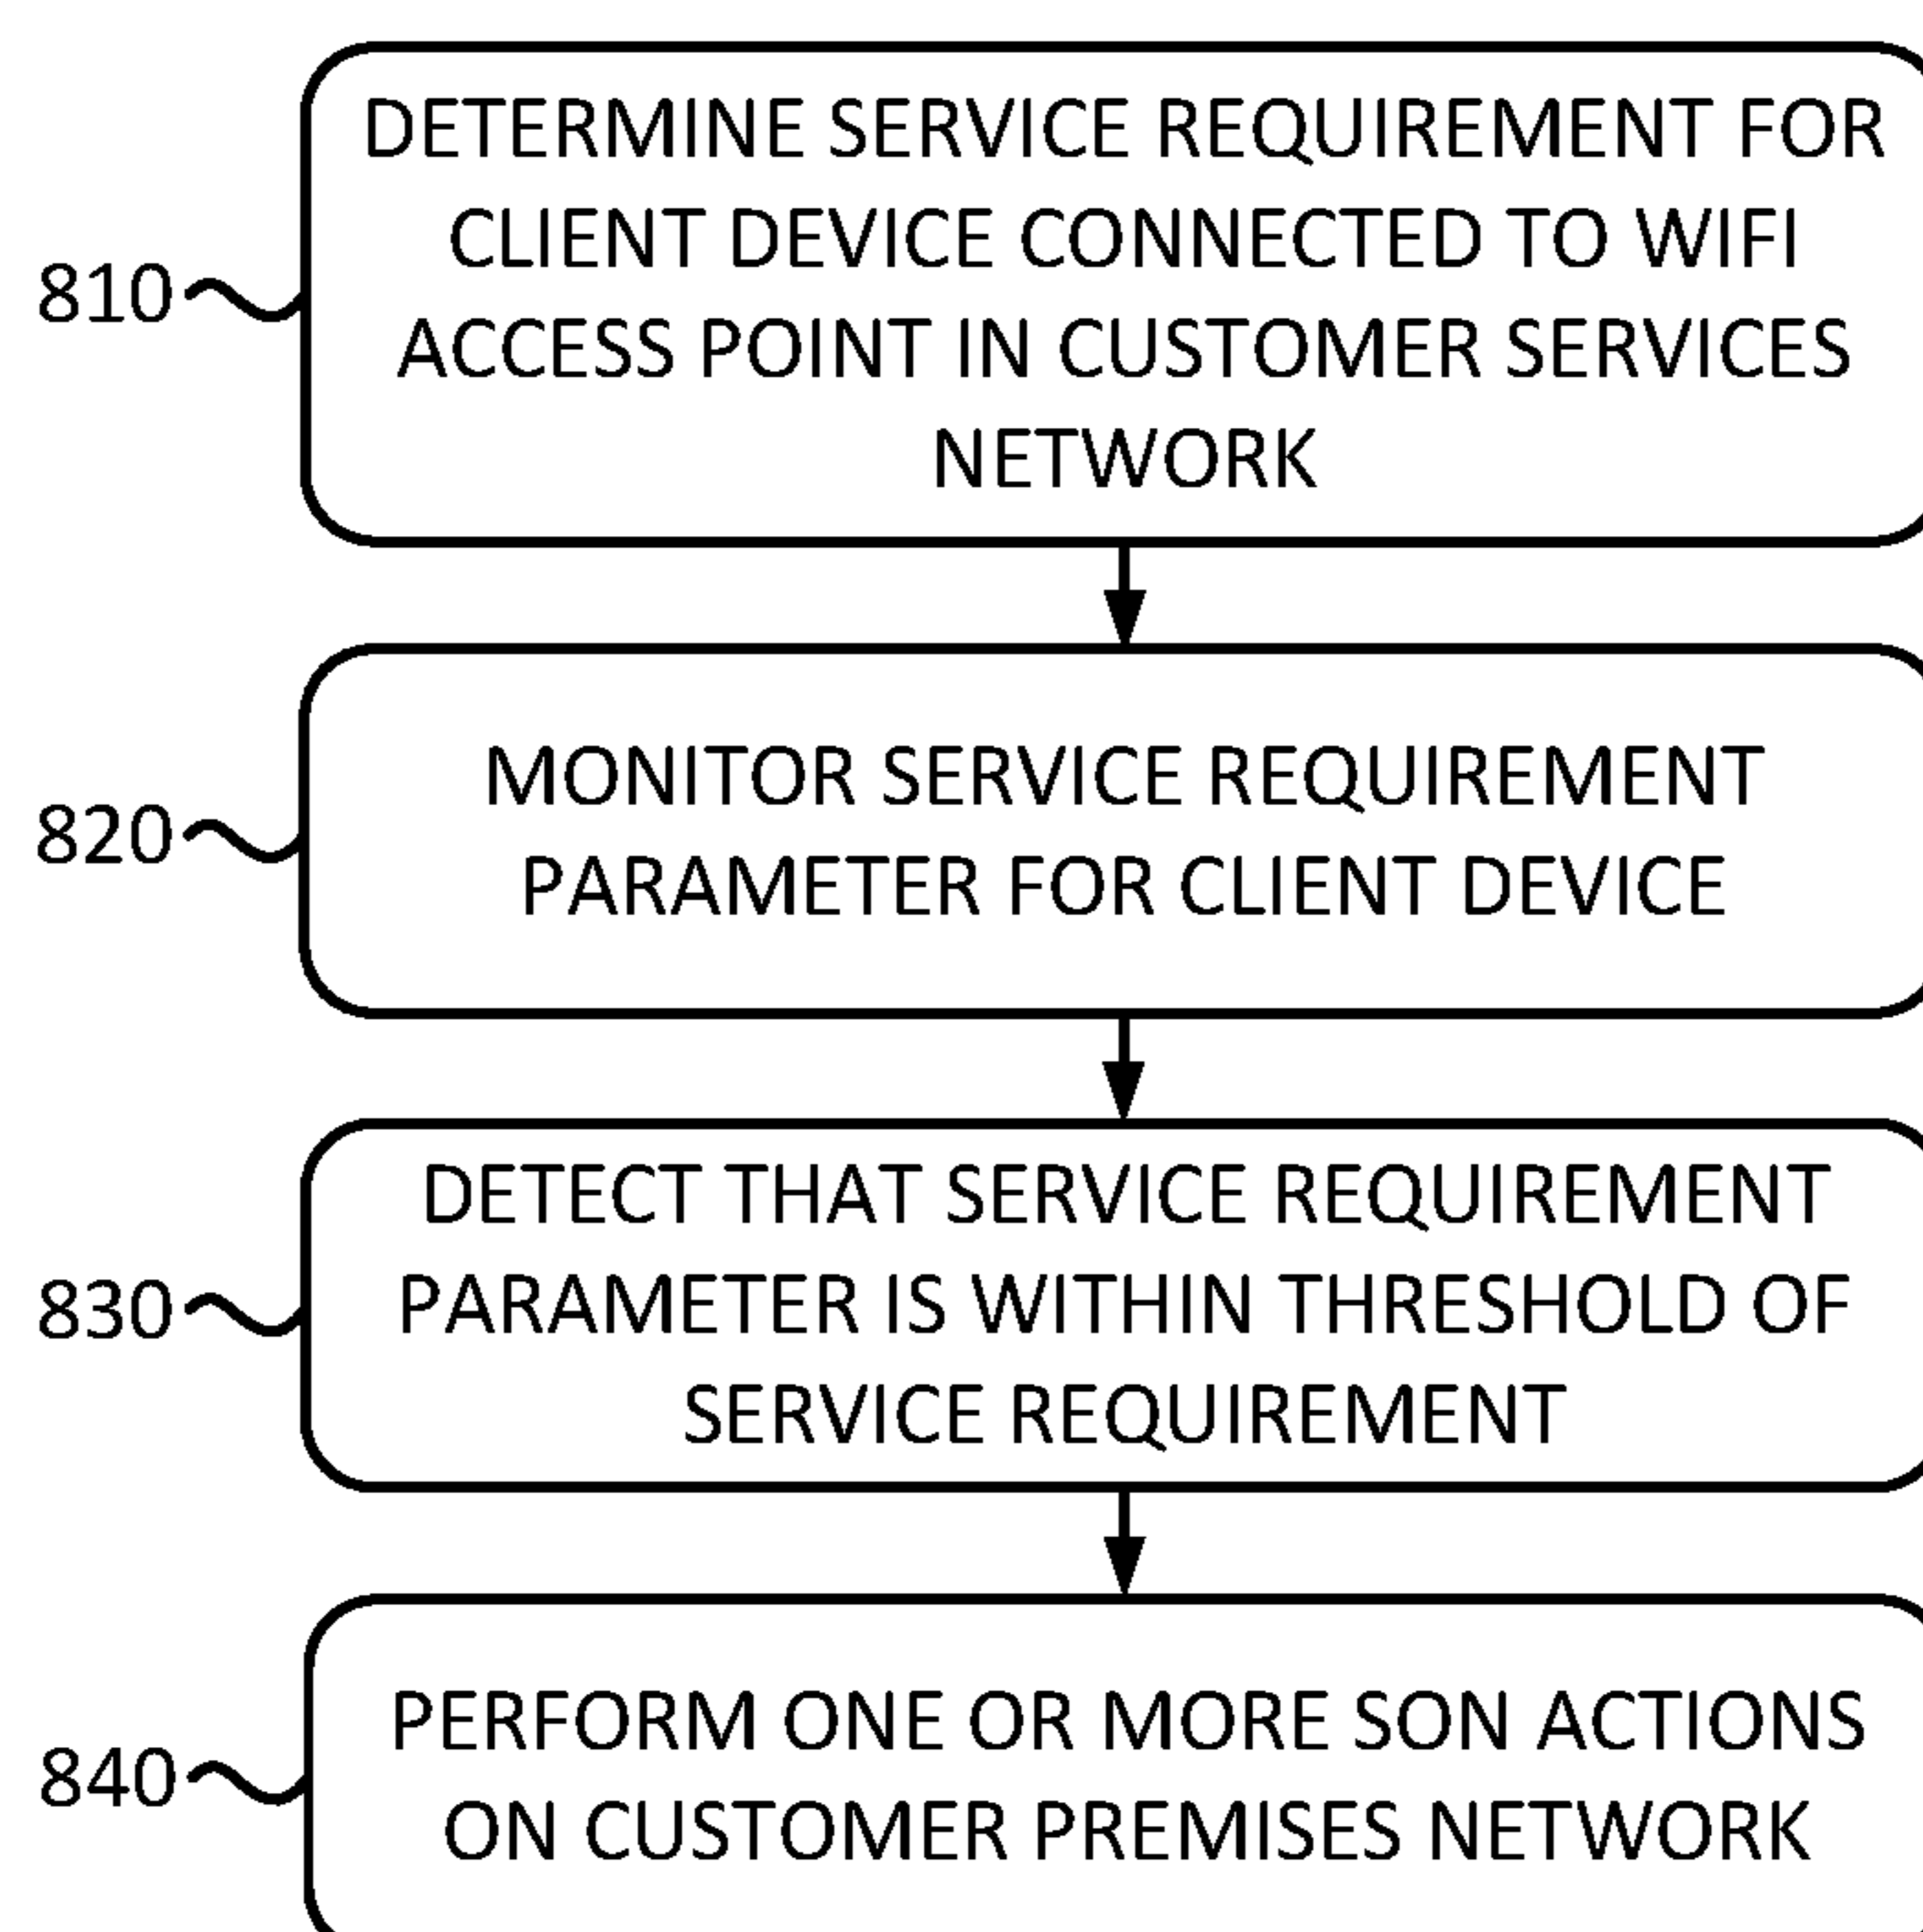 DETERMINE SERVICE REQUIREMENT FOR
CLIENT DEVICE CONNECTED TO WIFI
810
ACCESS POINT IN CUSTOMER SERVICES
NETWORK
MONITOR SERVICE REQUIREMENT
820
PARAMETER FOR CLIENT DEVICE
DETECT THAT SERVICE REQUIREMENT
830
PARAMETER IS WITHIN THRESHOLD OF
SERVICE REQUIREMENT
PERFORM ONE OR MORE SON ACTIONS
840
ON CUSTOMER PREMISES NETWORK